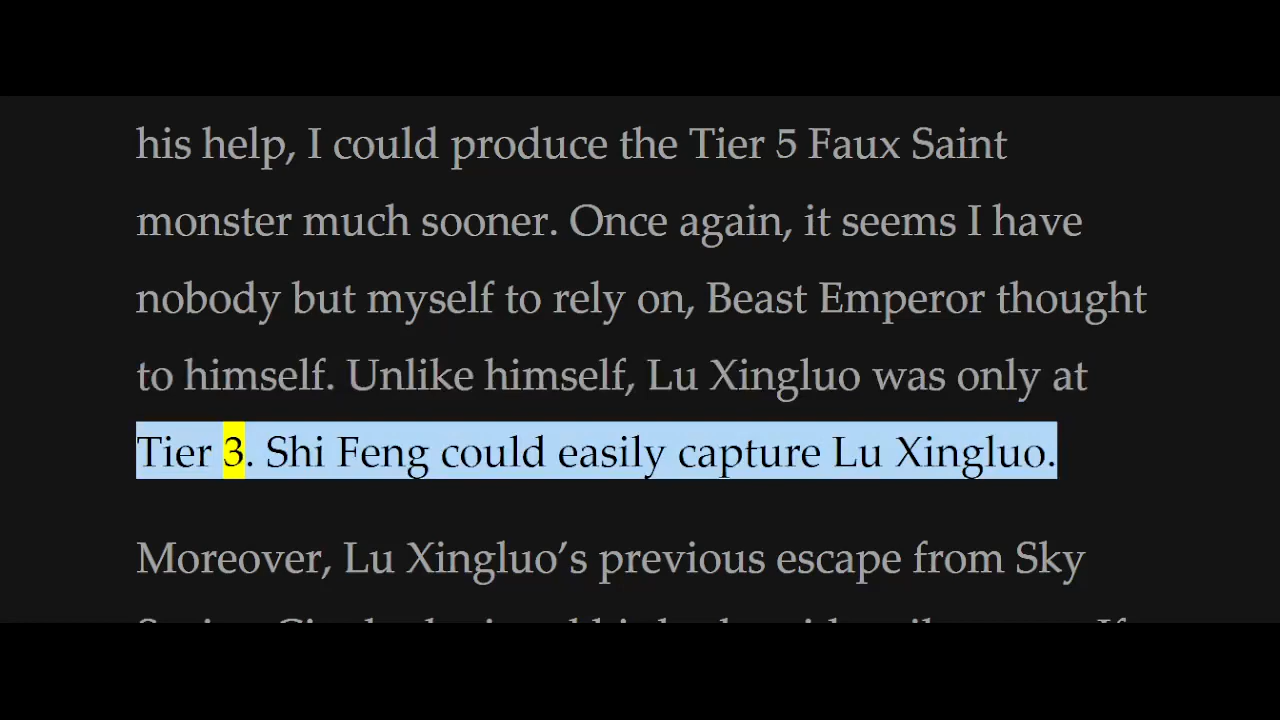 his help, I could produce the Tier 5 Faux Saint
monster much sooner. Once again, it seems I have
nobody but myself to rely on, Beast Emperor thought
to himself. Unlike himself, Lu Xingluo was only at
Tier 3. Shi Feng could easily capture Lu Xingluo.
Moreover, Lu Xingluo’s previous escape from Sky